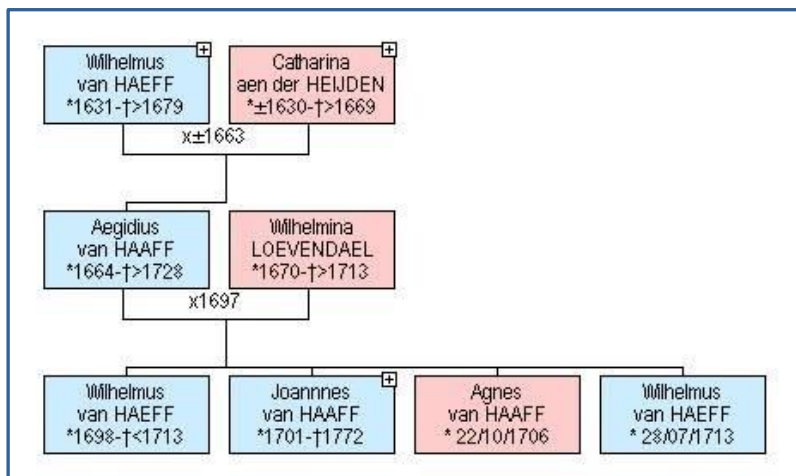 Wilhelmus
van HAEFF
*1631-†>1679
Catharina
aen der HEIJDEN
*±1630-†>1669
x±1663
Aegidius
van HAAFF
*1664-†>1728
Wilhelmina
LOEVENDAEL
*1670-†>1713
x1697
Wilhelmus
van HAEFF
*1698-†<1713
Joannnes
van HAAFF
*1701-†1772
Agnes
van HAAFF
* 22/10/1706
Wilhelmus
van HAEFF
* 28/07/1713